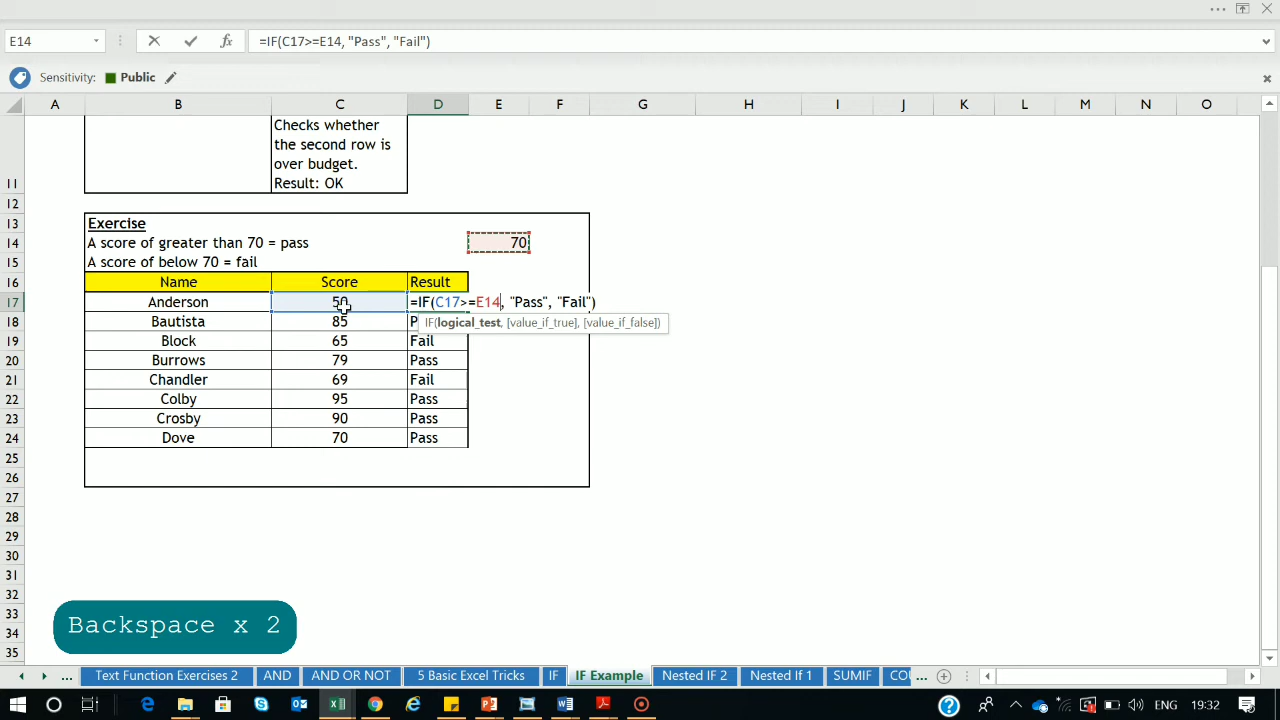 E14
=IF(C17>=E14, "Pass", "Fail")
Sensitivity: Public
A B C D E F G H I J K L M N O
Checks whether
the second row is
over budget.
11 Result: OK
12
13 Exercise
14 A score of greater than 70 = pass 70
15 A score of below 70 = fail
16 Name Score Result
17 Anderson 50 =IF(C17>=E14, "Pass", "Fail")
18 Bautista 85 P
IF(logical_test, [value_if_true], [value_if_false])
19 Block 65 Fail
20 Burrows 79 Pass
21 Chandler 69 Fail
22 Colby 95 Pass
23 Crosby 90 Pass
24 Dove 70 Pass
25
26
27
28
29
30
31
32
33
34
35
Backspace x 2
... Text Function Exercises 2 AND AND OR NOT 5 Basic Excel Tricks IF IF Example Nested IF 2 Nested If 1 SUMIF COU ...
ENG 19:32